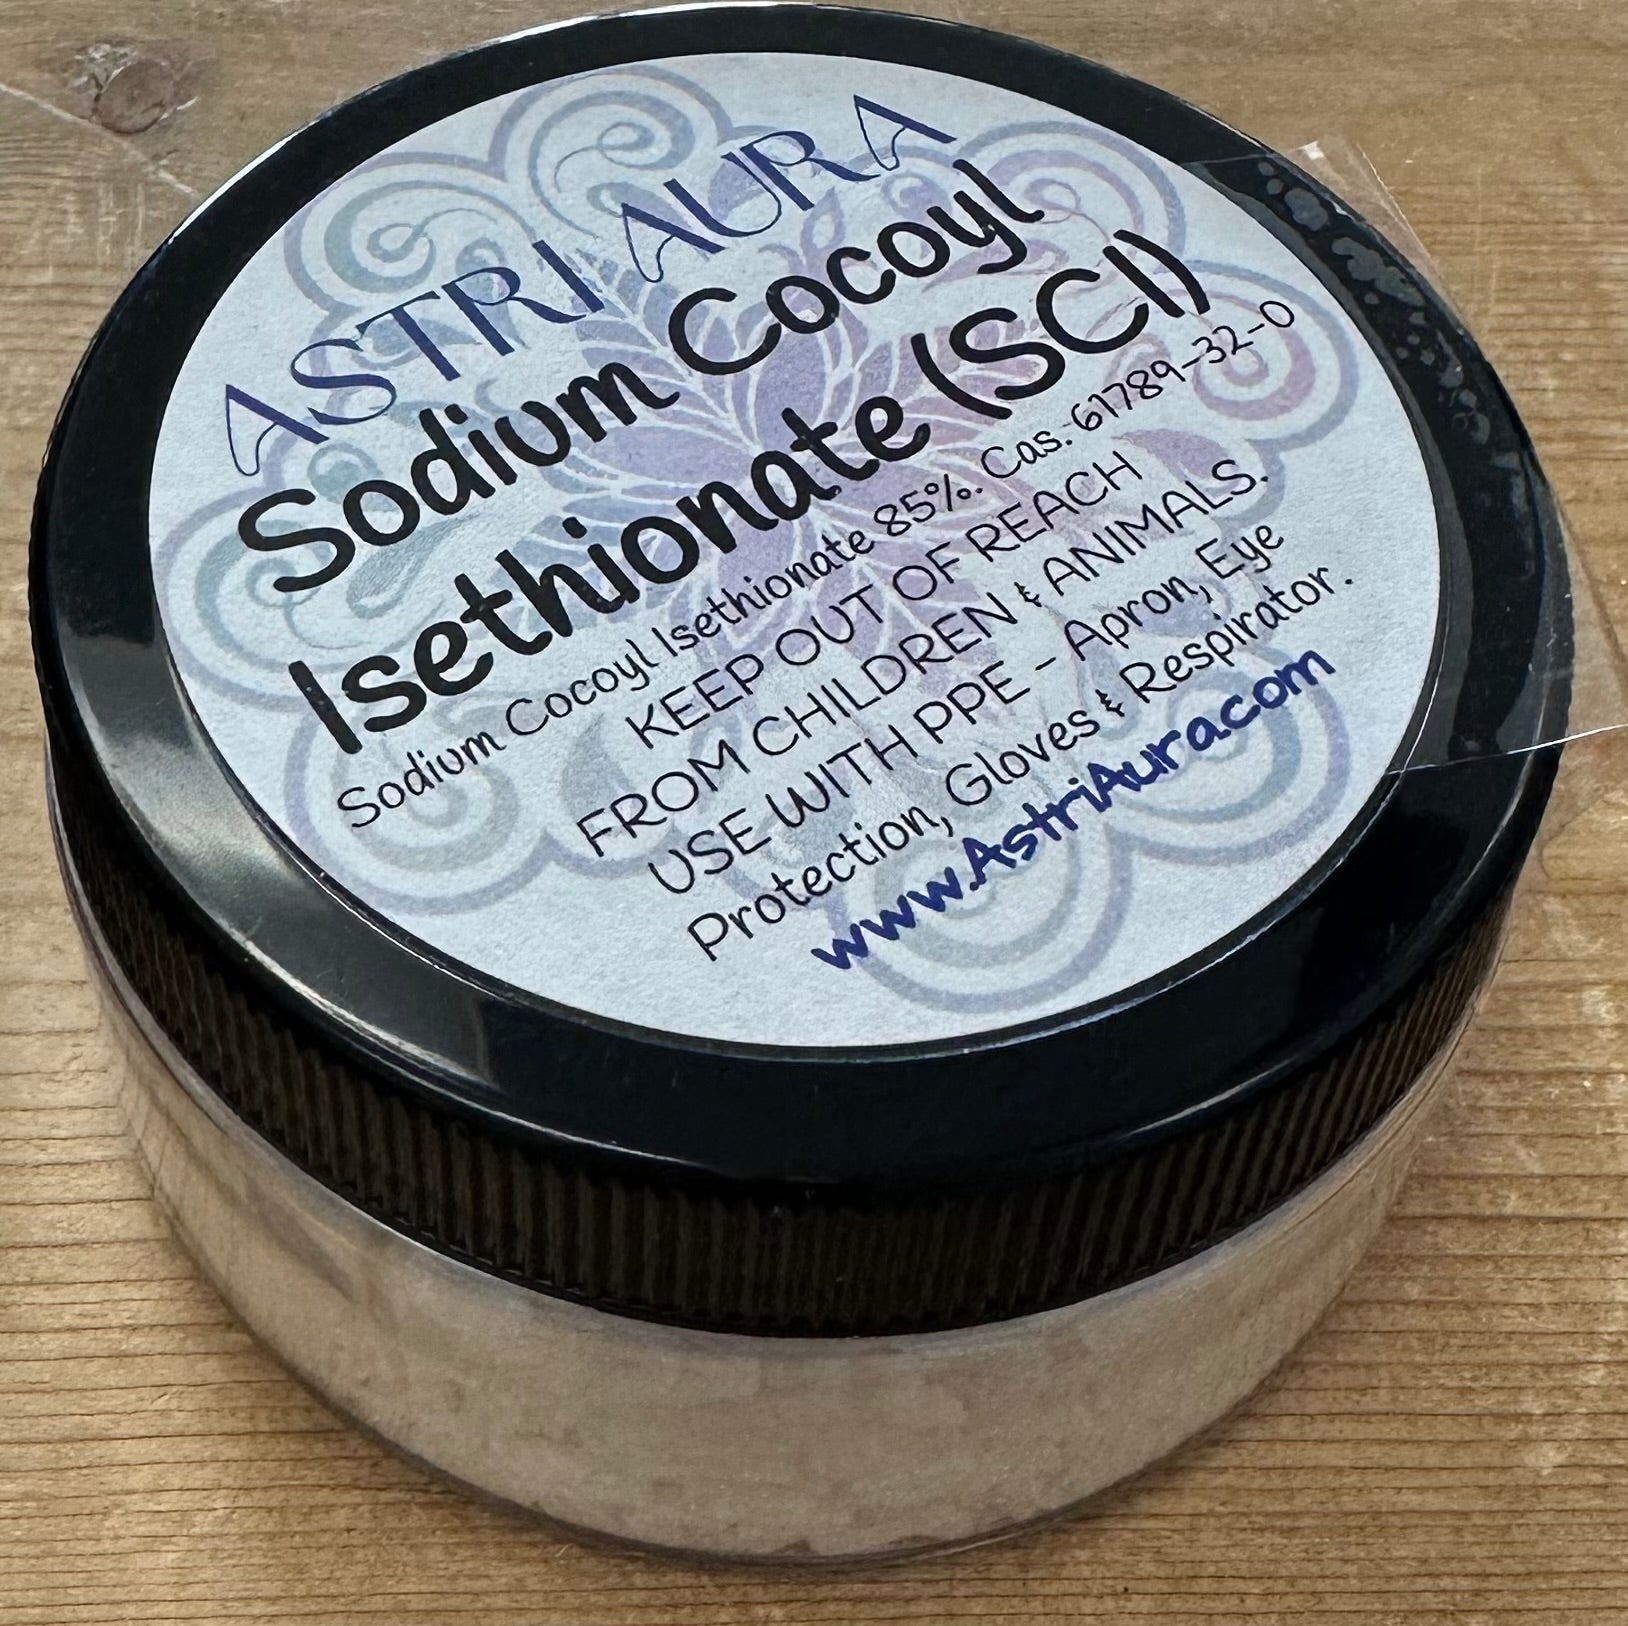 ASTRI AURA
Sodium Cocoyl
Isethionate (SCI)
Sodium Cocoyl Isethionate 85%. Cas.-61789-32-0
KEEP OUT OF REACH
FROM CHILDREN & ANIMALS.
USE WITH PPE - Apron, Eye
Protection, Gloves & Respirator.
www.AstriAura.com